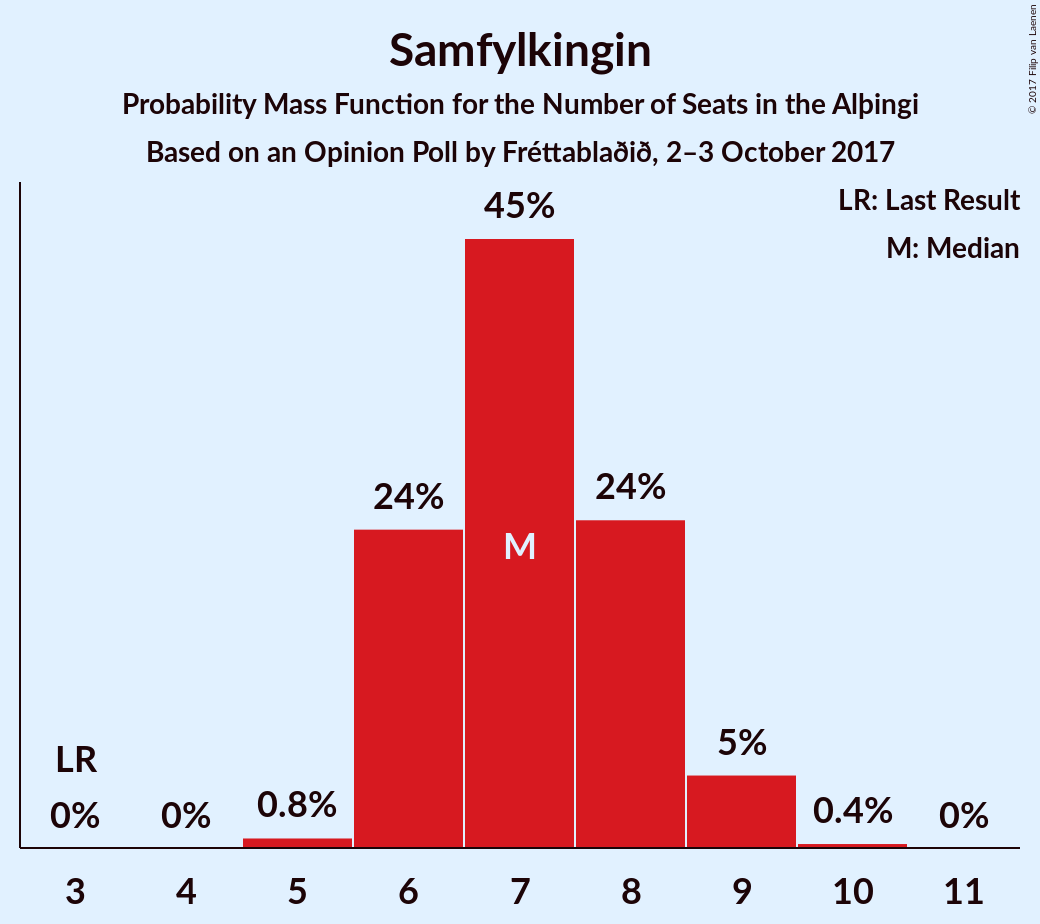 Samfylkingin
Probability Mass Function for the Number of Seats in the Alþingi
Based on an Opinion Poll by Fréttablaðið, 2–3 October 2017
© 2017 Filip van Laenen
LR: Last Result
M: Median
45%
24%
24%
M
LR
5%
0%
0%
0.8%
0.4%
0%
3
4
5
6
7
8
9
10
11